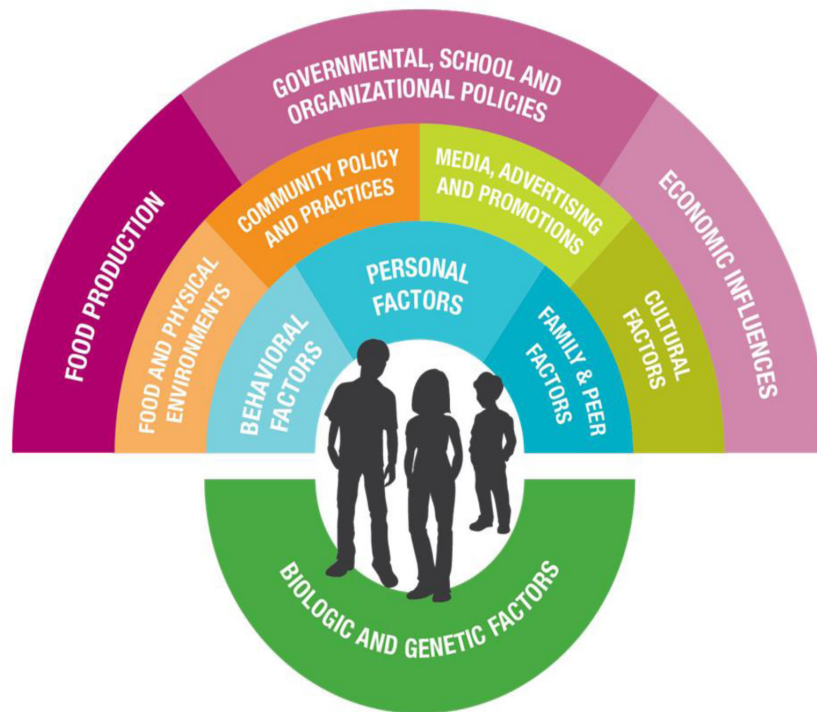 GOVERNMENTAL, SCHOOL AND
ORGANIZATIONAL POLICIES
FOOD PRODUCTION
ECONOMIC INFLUENCES
COMMUNITY POLICY
AND PRACTICES
MEDIA, ADVERTISING
AND PROMOTIONS
FOOD AND PHYSICAL
ENVIRONMENTS
CULTURAL
FACTORS
PERSONAL
FACTORS
BEHAVIORAL
FACTORS
FAMILY & PEER
FACTORS
BIOLOGIC AND GENETIC FACTORS